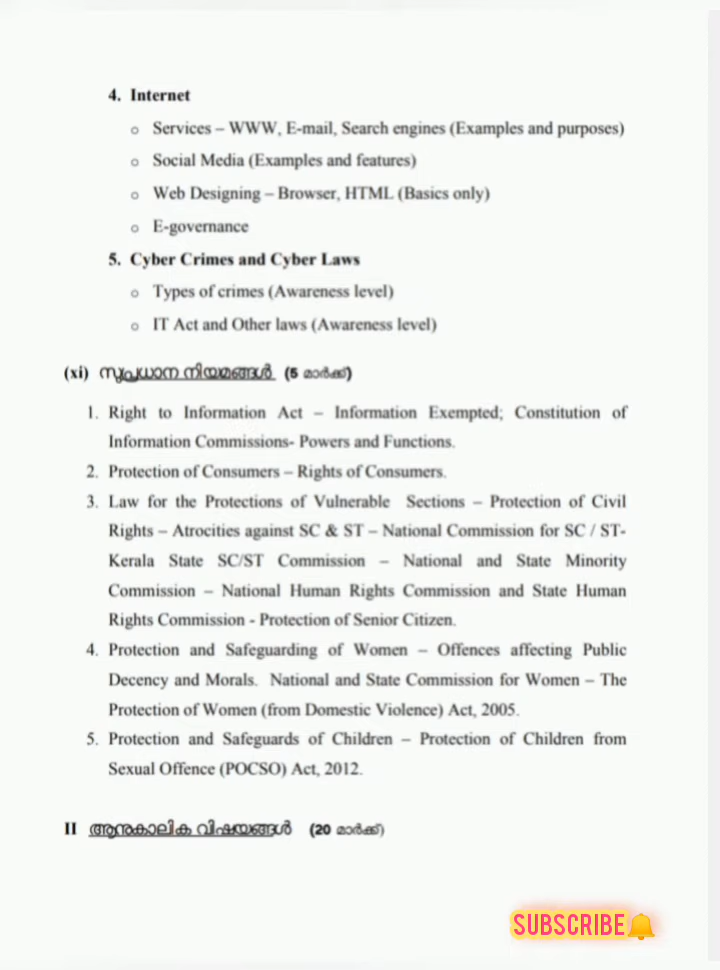 4. Internet
o Services – WWW, E-mail, Search engines (Examples and purposes)
o Social Media (Examples and features)
o Web Designing – Browser, HTML (Basics only)
o E-governance
5. Cyber Crimes and Cyber Laws
o Types of crimes (Awareness level)
o IT Act and Other laws (Awareness level)
(xi) സുപ്രധാന നിയമങ്ങൾ (5 മാർക്ക്)
1. Right to Information Act – Information Exempted; Constitution of
Information Commissions- Powers and Functions.
2. Protection of Consumers – Rights of Consumers.
3. Law for the Protections of Vulnerable Sections – Protection of Civil
Rights – Atrocities against SC & ST – National Commission for SC / ST-
Kerala State SC/ST Commission – National and State Minority
Commission – National Human Rights Commission and State Human
Rights Commission - Protection of Senior Citizen.
4. Protection and Safeguarding of Women – Offences affecting Public
Decency and Morals. National and State Commission for Women – The
Protection of Women (from Domestic Violence) Act, 2005.
5. Protection and Safeguards of Children – Protection of Children from
Sexual Offence (POCSO) Act, 2012.
II ആനുകാലിക വിഷയങ്ങൾ (20 മാർക്ക്)
SUBSCRIBE